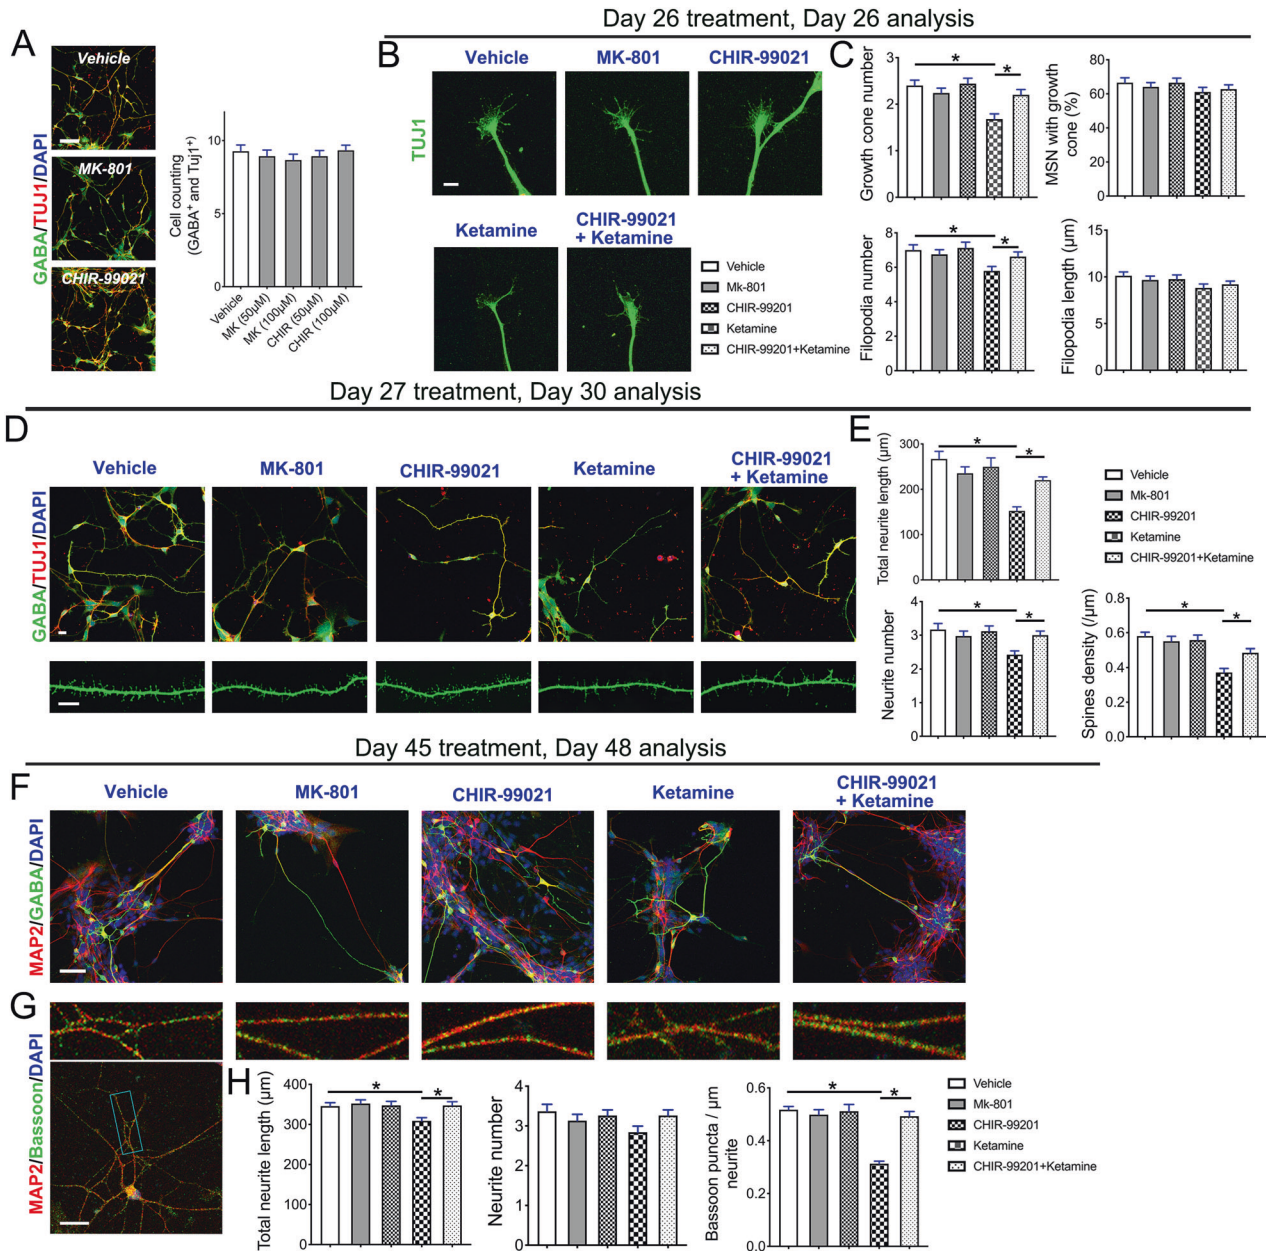 Day 26 treatment, Day 26 analysis
A
Vehicle
MK-801
CHIR-99021
GABA/TUJ1/DAPI
Cell counting
(GABA+ and Tuj1+)
10
5
0
Vehicle
MK (50μM)
MK (100μM)
CHIR (50μM)
CHIR (100μM)
B
Vehicle
MK-801
CHIR-99021
TUJ1
Ketamine
CHIR-99021
+ Ketamine
Vehicle
Mk-801
CHIR-99201
Ketamine
CHIR-99201+Ketamine
C
Growth cone number
3
2
1
0
*
*
MSN with growth
cone (%)
80
60
40
20
0
Filopodia number
8
6
4
2
0
*
*
Filopodia length (μm)
15
10
5
0
Day 27 treatment, Day 30 analysis
D
Vehicle
MK-801
CHIR-99021
Ketamine
CHIR-99021
+ Ketamine
GABA/TUJ1/DAPI
E
Total neurite length (μm)
300
200
100
0
*
*
Vehicle
Mk-801
CHIR-99201
Ketamine
CHIR-99201+Ketamine
Neurite number
4
3
2
1
0
*
*
Spines density (/μm)
0.8
0.6
0.4
0.2
0.0
*
*
Day 45 treatment, Day 48 analysis
F
Vehicle
MK-801
CHIR-99021
Ketamine
CHIR-99021
+ Ketamine
MAP2/GABA/DAPI
G
MAP2/Bassoon/DAPI
H
Total neurite length (μm)
400
300
200
100
0
*
*
Neurite number
4
3
2
1
0
Bassoon puncta / μm
neurite
0.6
0.4
0.2
0.0
*
*
Vehicle
Mk-801
CHIR-99201
Ketamine
CHIR-99201+Ketamine